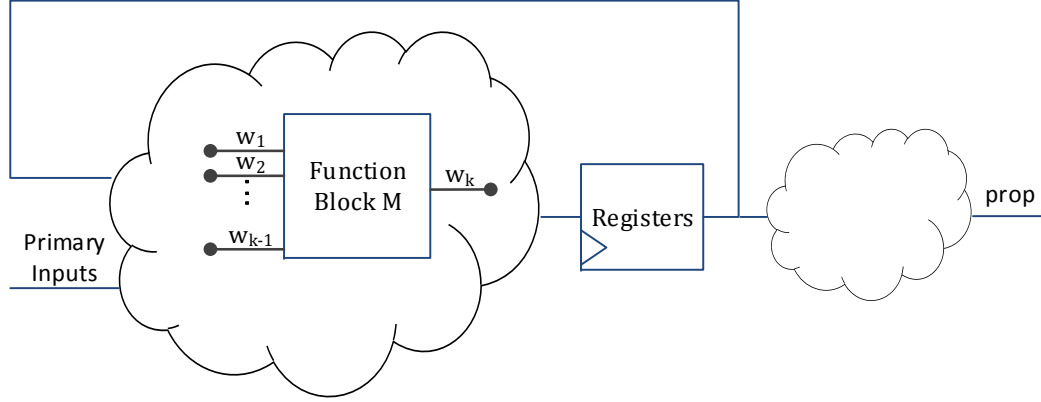 w₁
w₂
⋮
wₖ₋₁
Function
Block M
wₖ
Registers
prop
Primary
Inputs